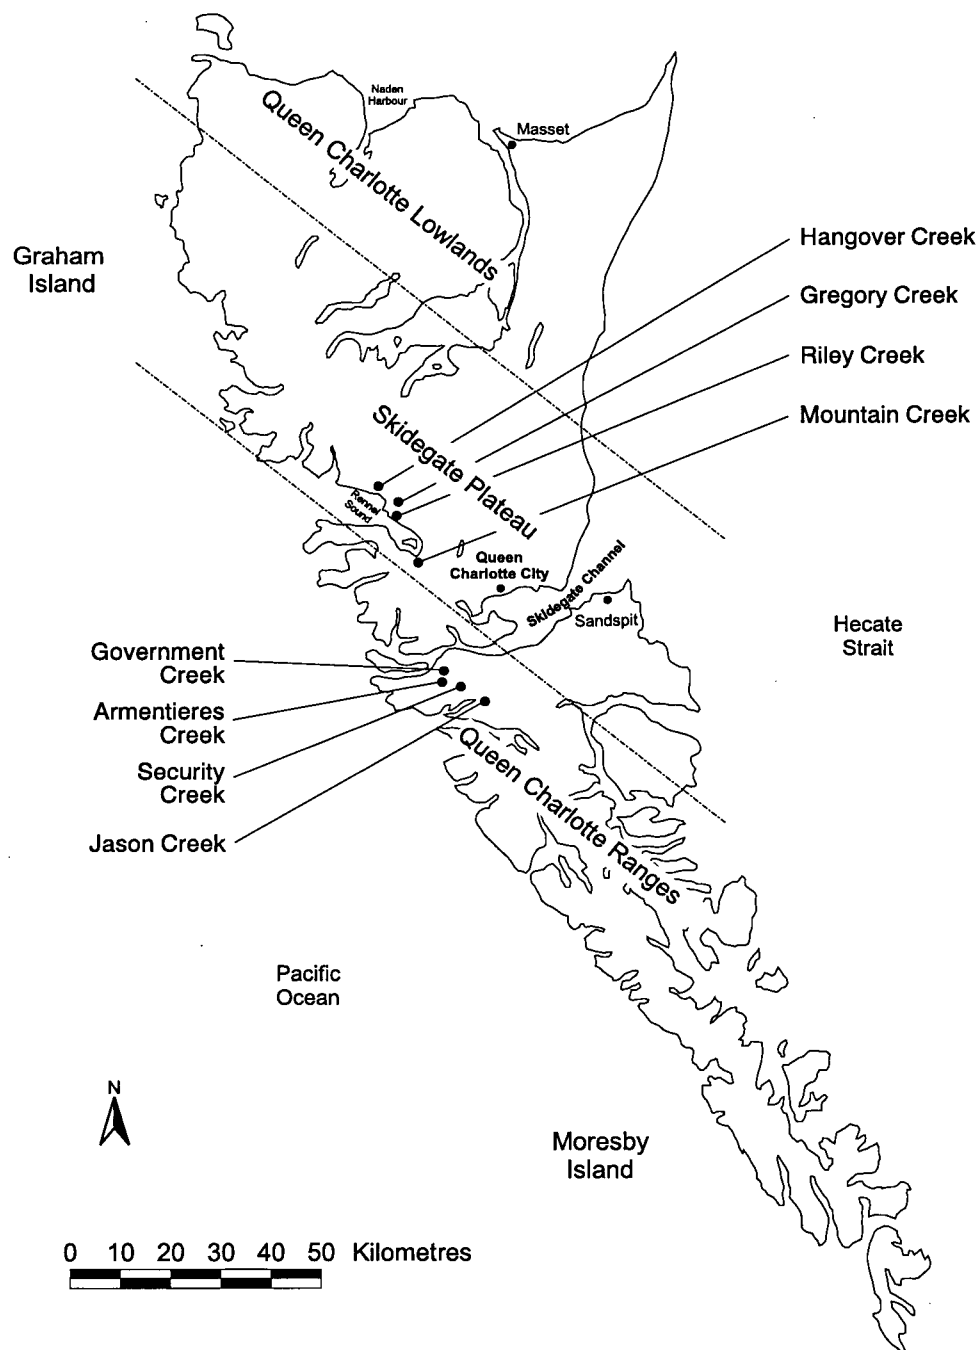 Naden
Harbour
Queen Charlotte Lowlands
Masset
Hangover Creek
Graham
Island
Gregory Creek
Riley Creek
Mountain Creek
Skidegate Plateau
Rennel
Sound
Queen
Charlotte City
Skidegate Channel
Sandspit
Hecate
Strait
Government
Creek
Armentieres
Creek
Security
Creek
Jason Creek
Queen Charlotte Ranges
Pacific
Ocean
N
Moresby
Island
0 10 20 30 40 50 Kilometres